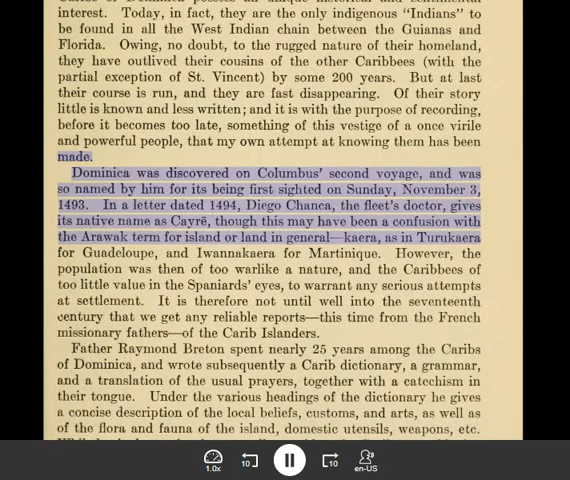 interest. Today, in fact, they are the only indigenous “Indians” to
be found in all the West Indian chain between the Guianas and
Florida. Owing, no doubt, to the rugged nature of their homeland,
they have outlived their cousins of the other Caribbees (with the
partial exception of St. Vincent) by some 200 years. But at last
their course is run, and they are fast disappearing. Of their story
little is known and less written; and it is with the purpose of recording,
before it becomes too late, something of this vestige of a once virile
and powerful people, that my own attempt at knowing them has been
made.
Dominica was discovered on Columbus’ second voyage, and was
so named by him for its being first sighted on Sunday, November 3,
1493. In a letter dated 1494, Diego Chanca, the fleet’s doctor, gives
its native name as Cayrë, though this may have been a confusion with
the Arawak term for island or land in general—kaera, as in Turukaera
for Guadeloupe, and Iwannakaera for Martinique. However, the
population was then of too warlike a nature, and the Caribbees of
too little value in the Spaniards’ eyes, to warrant any serious attempts
at settlement. It is therefore not until well into the seventeenth
century that we get any reliable reports—this time from the French
missionary fathers—of the Carib Islanders.
Father Raymond Breton spent nearly 25 years among the Caribs
of Dominica, and wrote subsequently a Carib dictionary, a grammar,
and a translation of the usual prayers, together with a catechism in
their tongue. Under the various headings of the dictionary he gives
a concise description of the local beliefs, customs, and arts, as well as
of the flora and fauna of the island, domestic utensils, weapons, etc.
1.0x
10
10
en-US